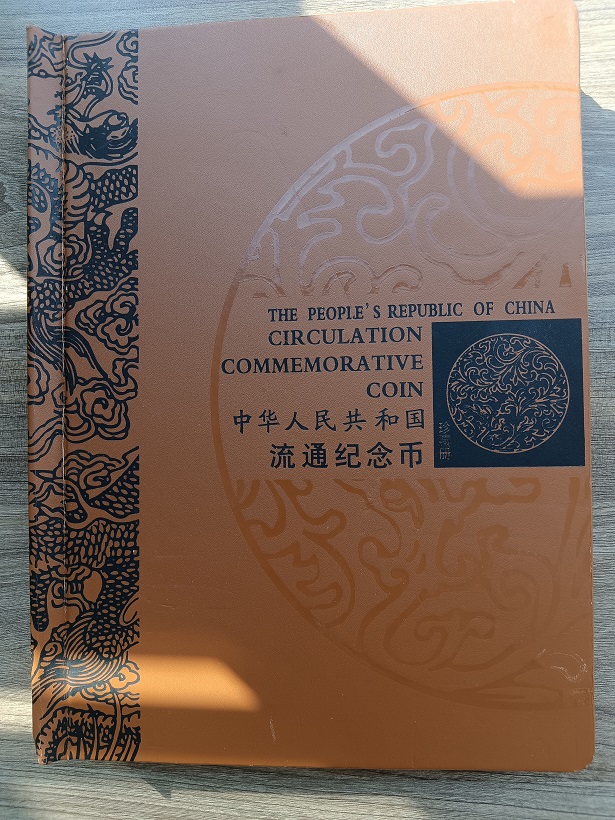 THE PEOPLE'S REPUBLIC OF CHINA
CIRCULATION
COMMEMORATIVE
COIN
中华人民共和国
流通纪念币
珍藏册